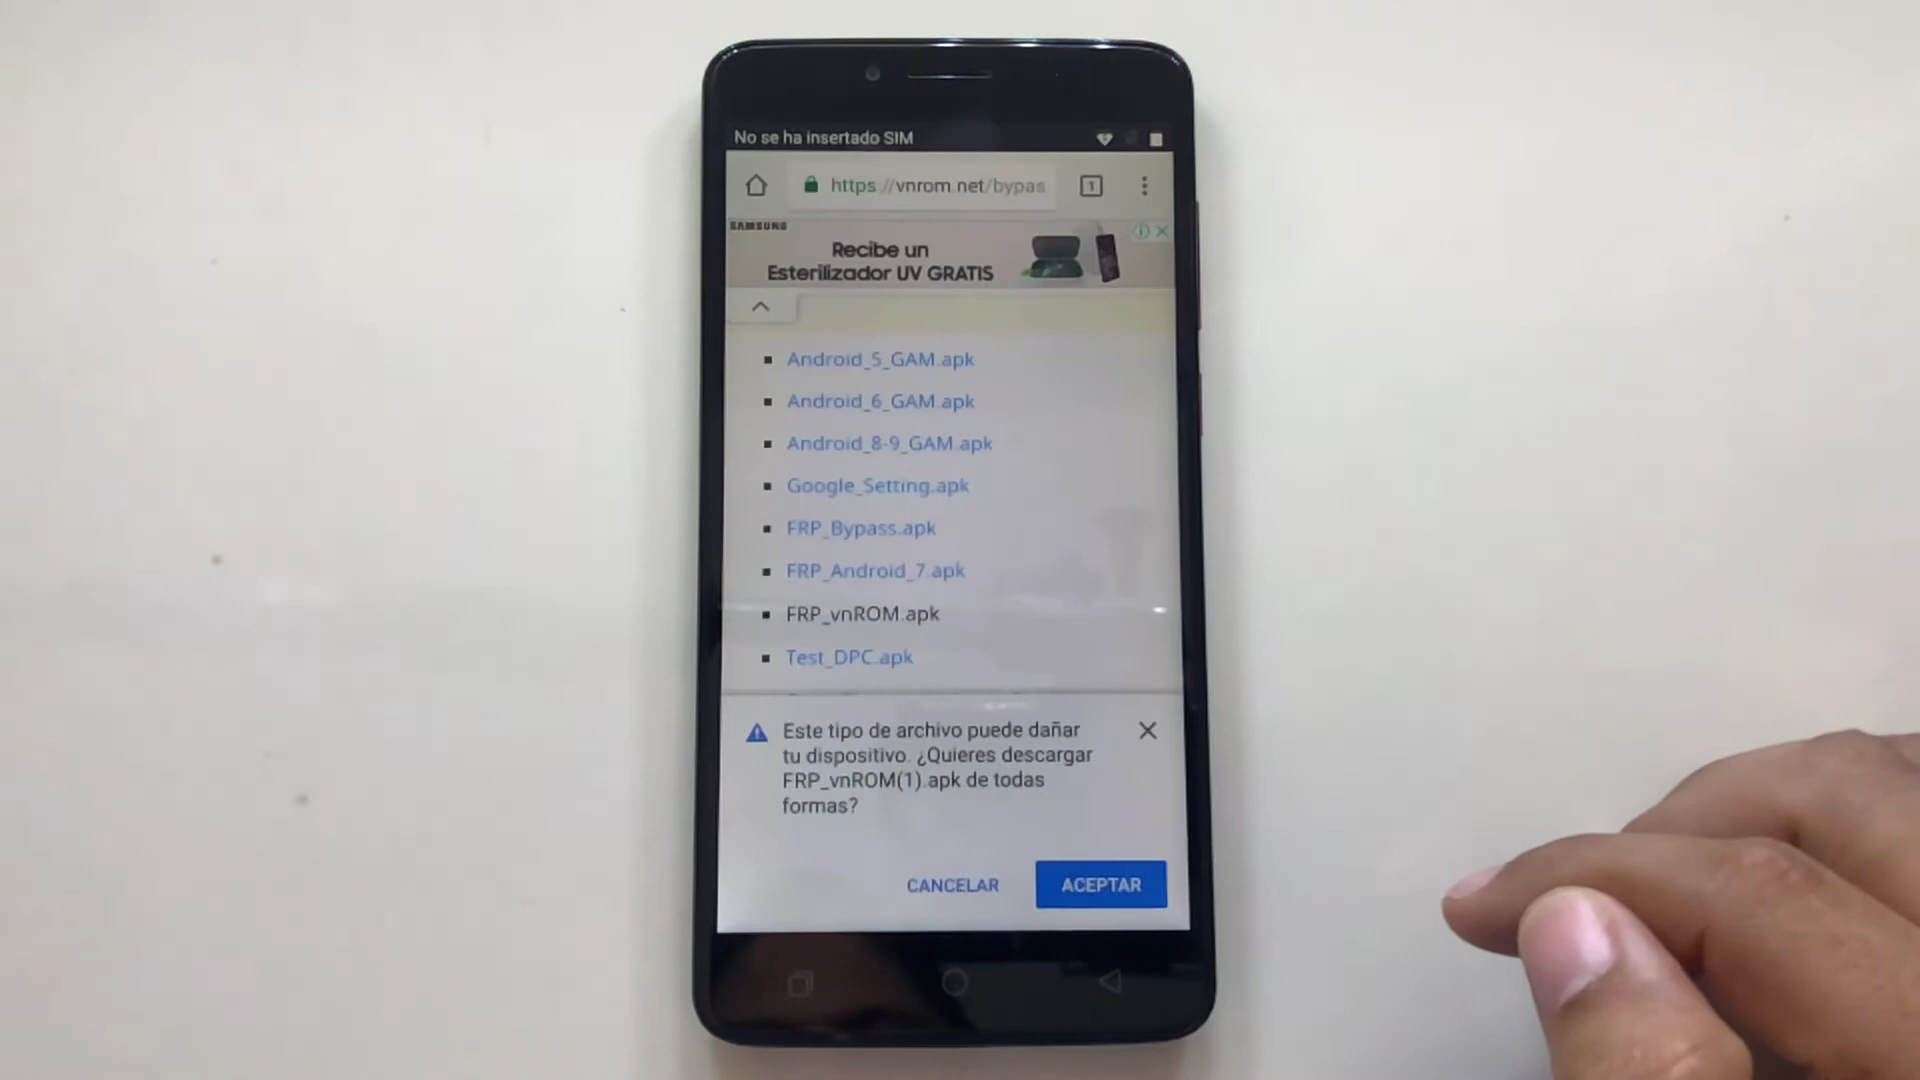 No se ha insertado SIM
https://vnrom.net/bypas
1
SAMSUNG
Recibe un
Esterilizador UV GRATIS
Android_5_GAM.apk
Android_6_GAM.apk
Android_8-9_GAM.apk
Google_Setting.apk
FRP_Bypass.apk
FRP_Android_7.apk
FRP_vnROM.apk
Test_DPC.apk
Este tipo de archivo puede dañar
tu dispositivo. ¿Quieres descargar
FRP_vnROM(1).apk de todas
formas?
CANCELAR
ACEPTAR